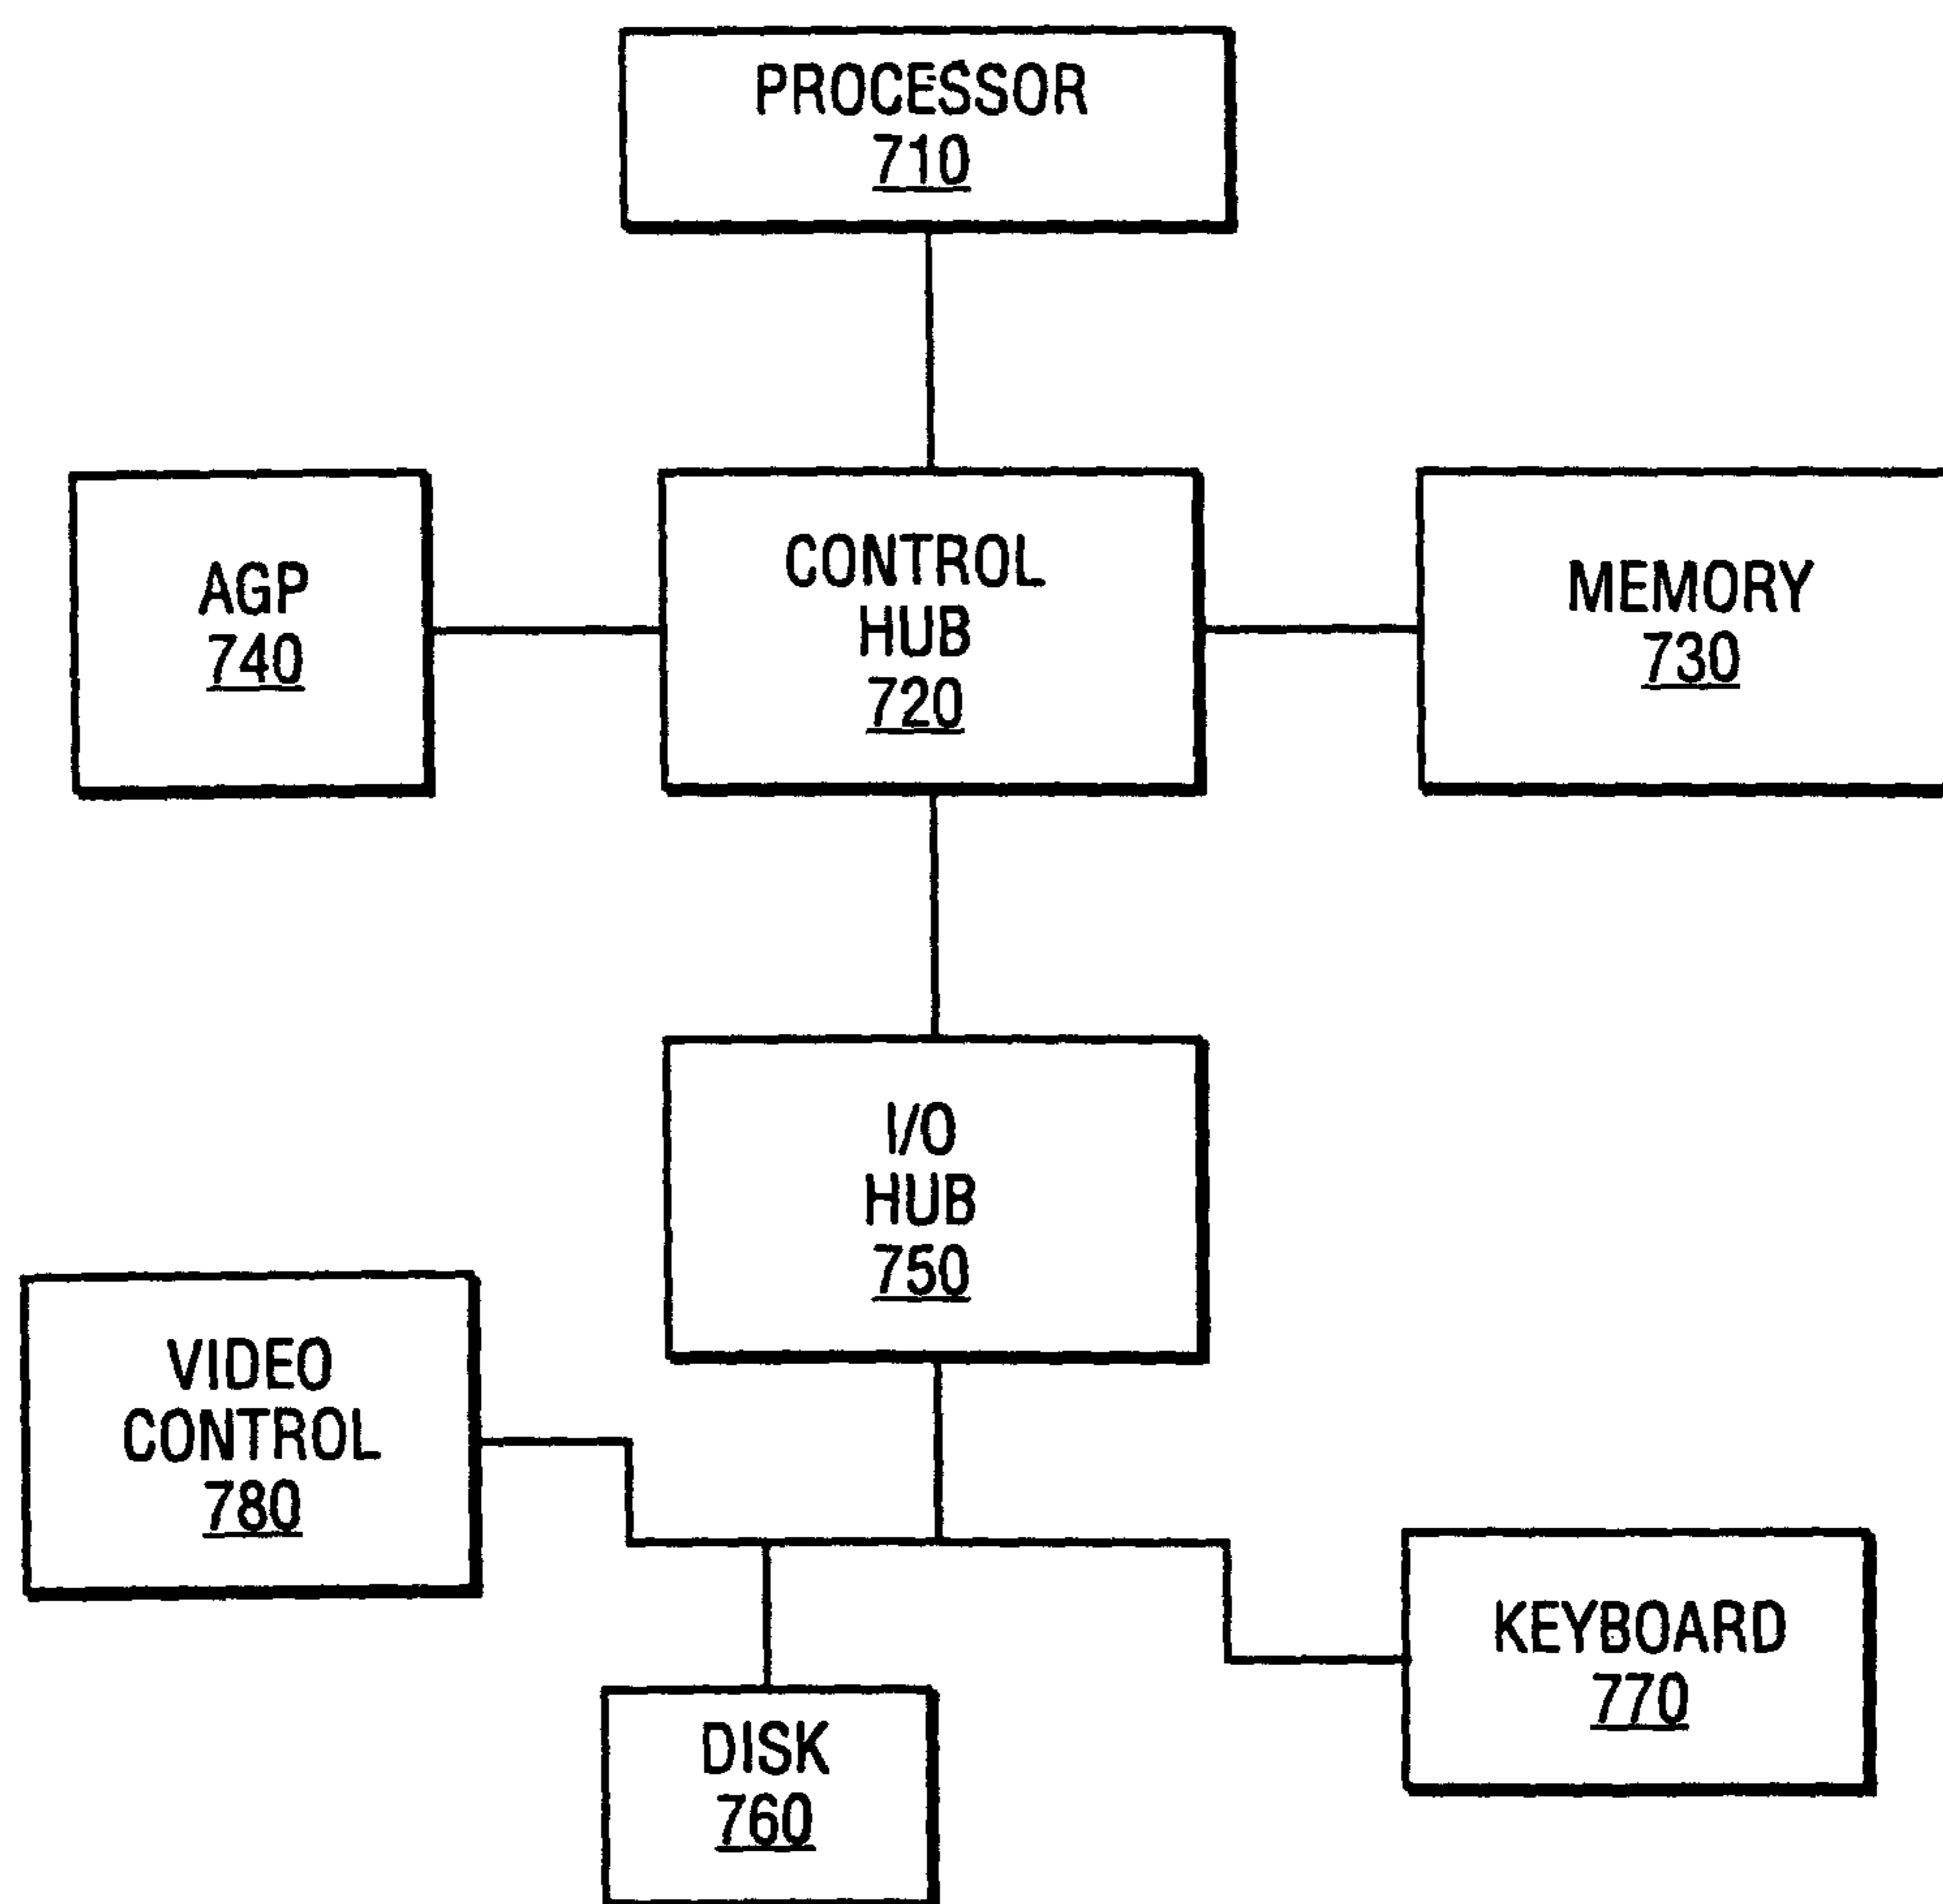 PROCESSOR
710
AGP
740
CONTROL
HUB
720
MEMORY
730
I/O
HUB
750
VIDEO
CONTROL
780
KEYBOARD
770
DISK
760